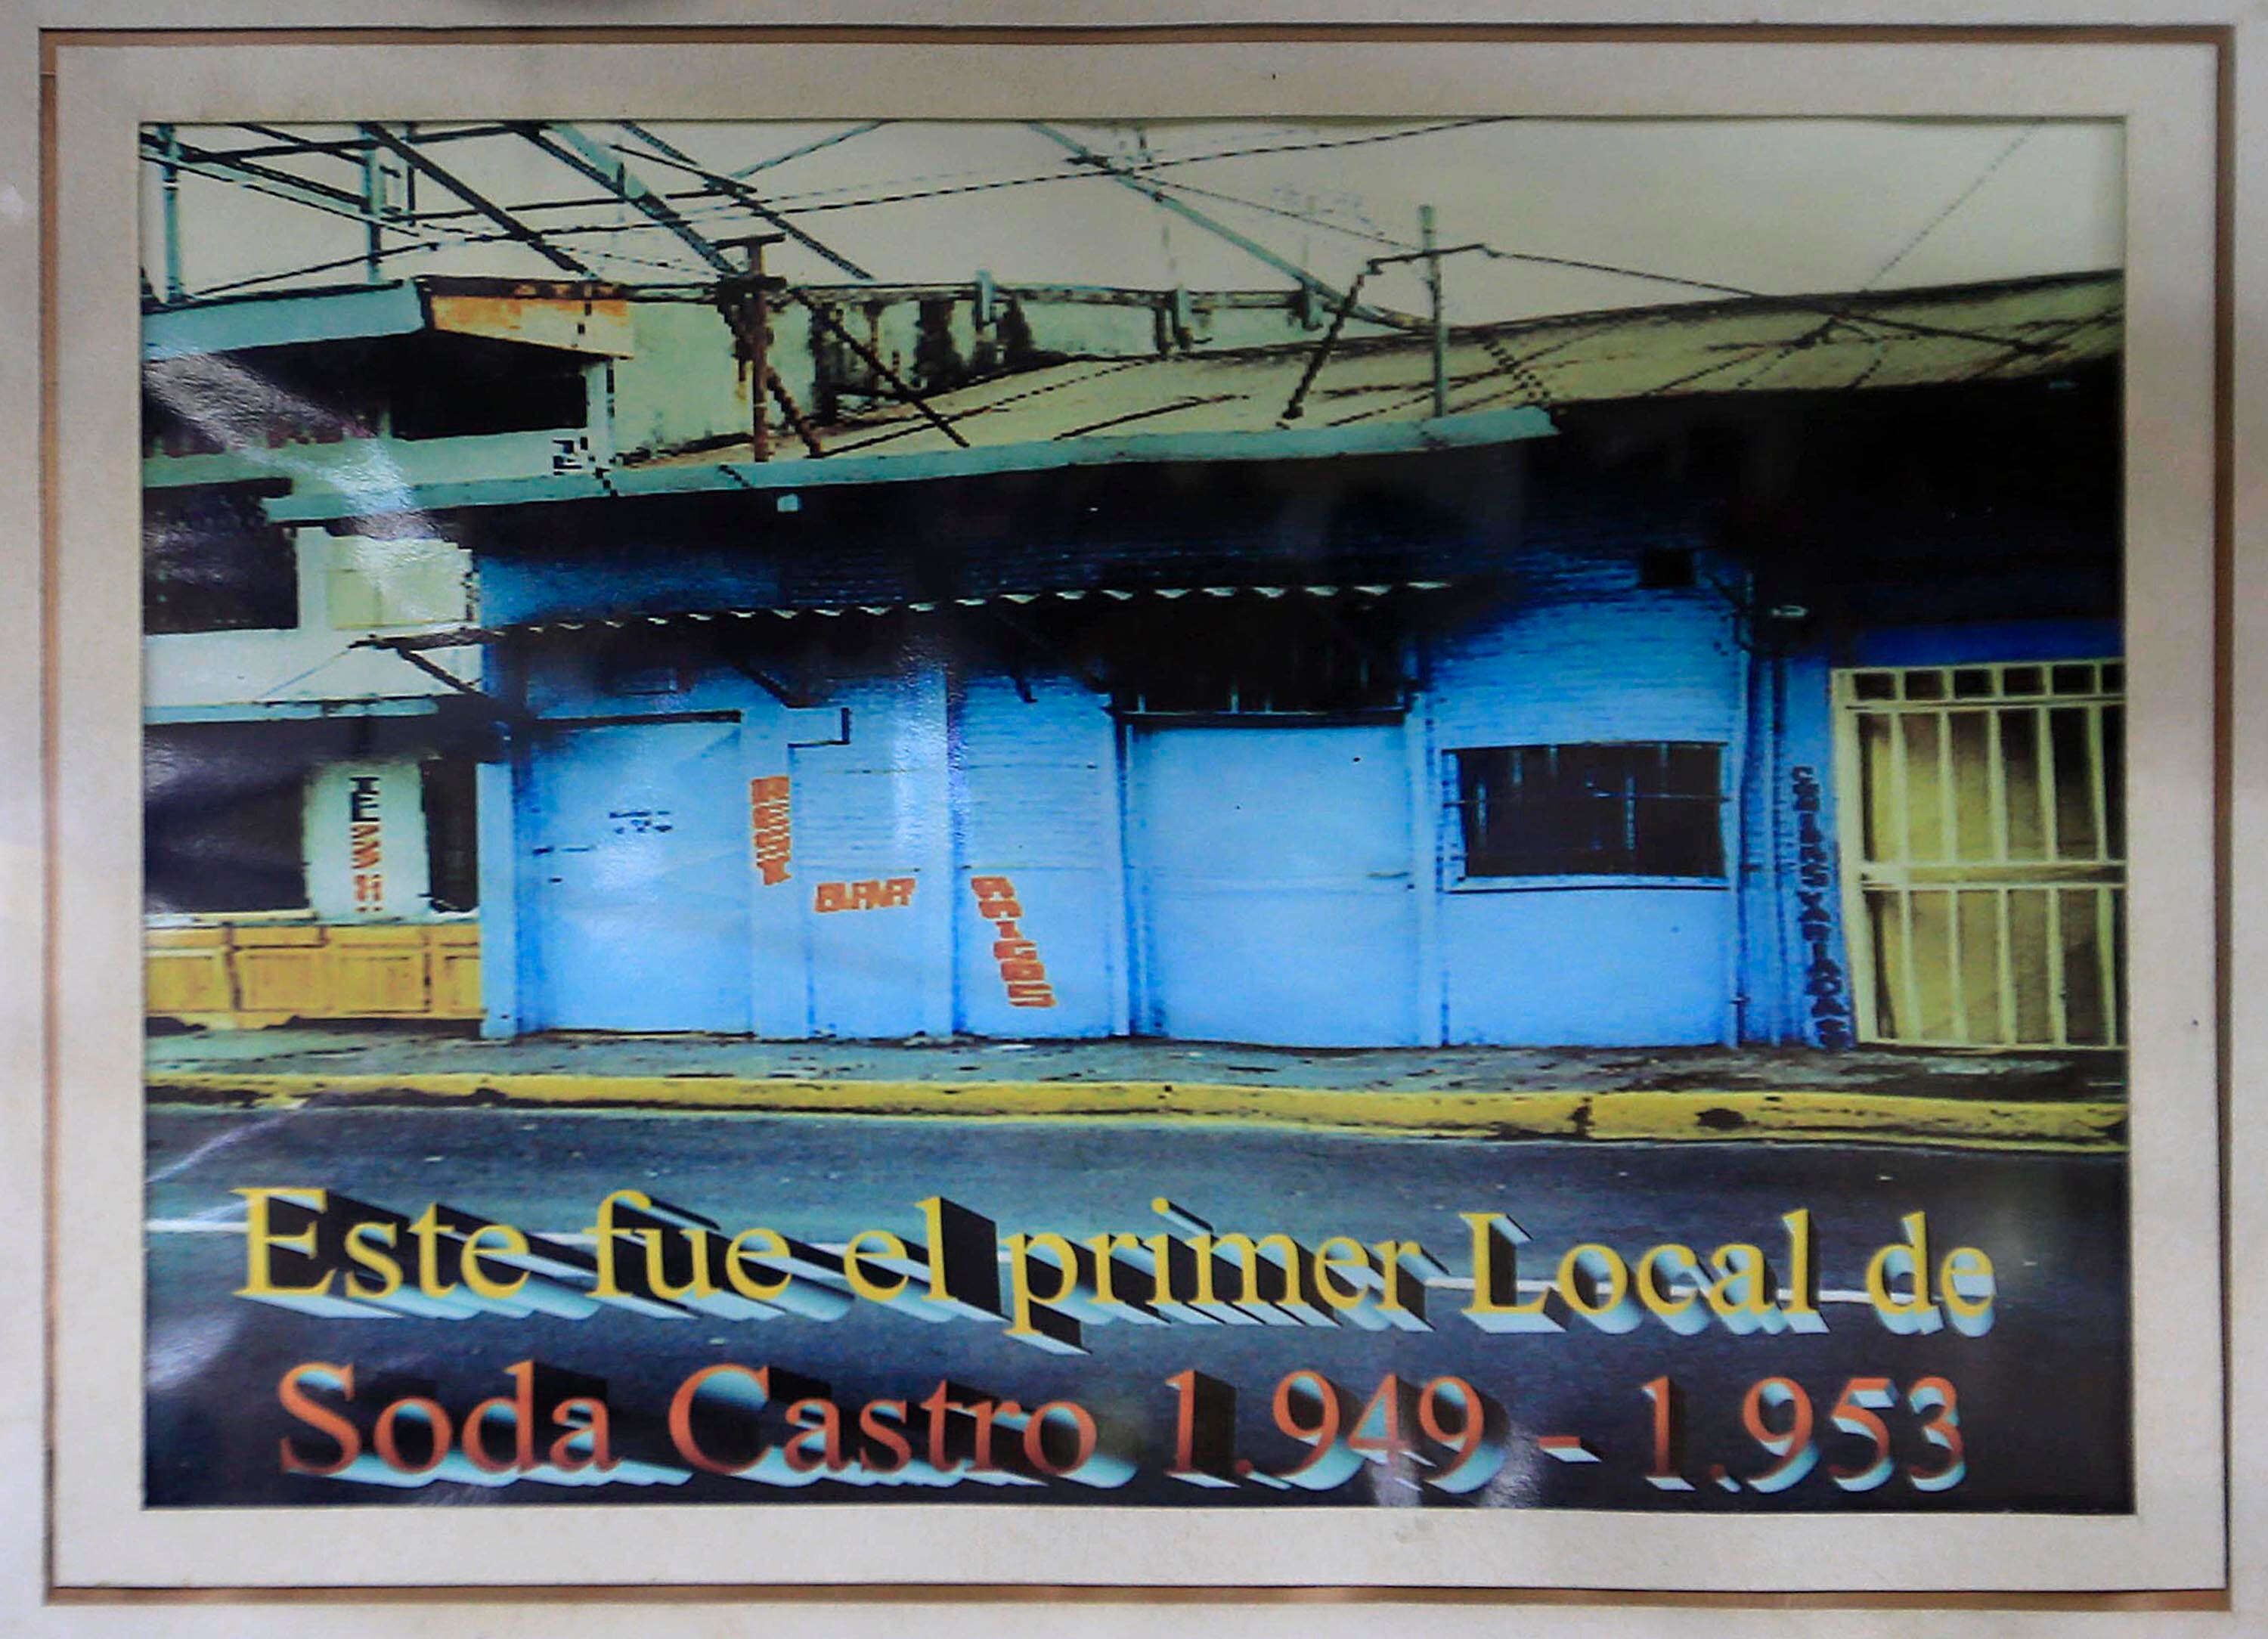 Este fue el primer Local de
Soda Castro 1.949 - 1.953